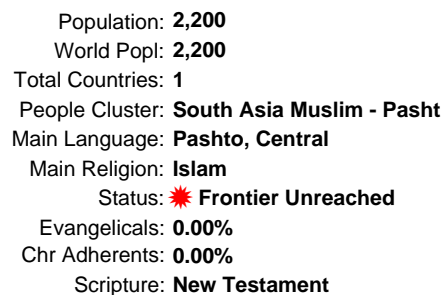 Population: 2,200
World Popl: 2,200
Total Countries: 1
People Cluster: South Asia Muslim - Pasht
Main Language: Pashto, Central
Main Religion: Islam
Status: Frontier Unreached
Evangelicals: 0.00%
Chr Adherents: 0.00%
Scripture: New Testament